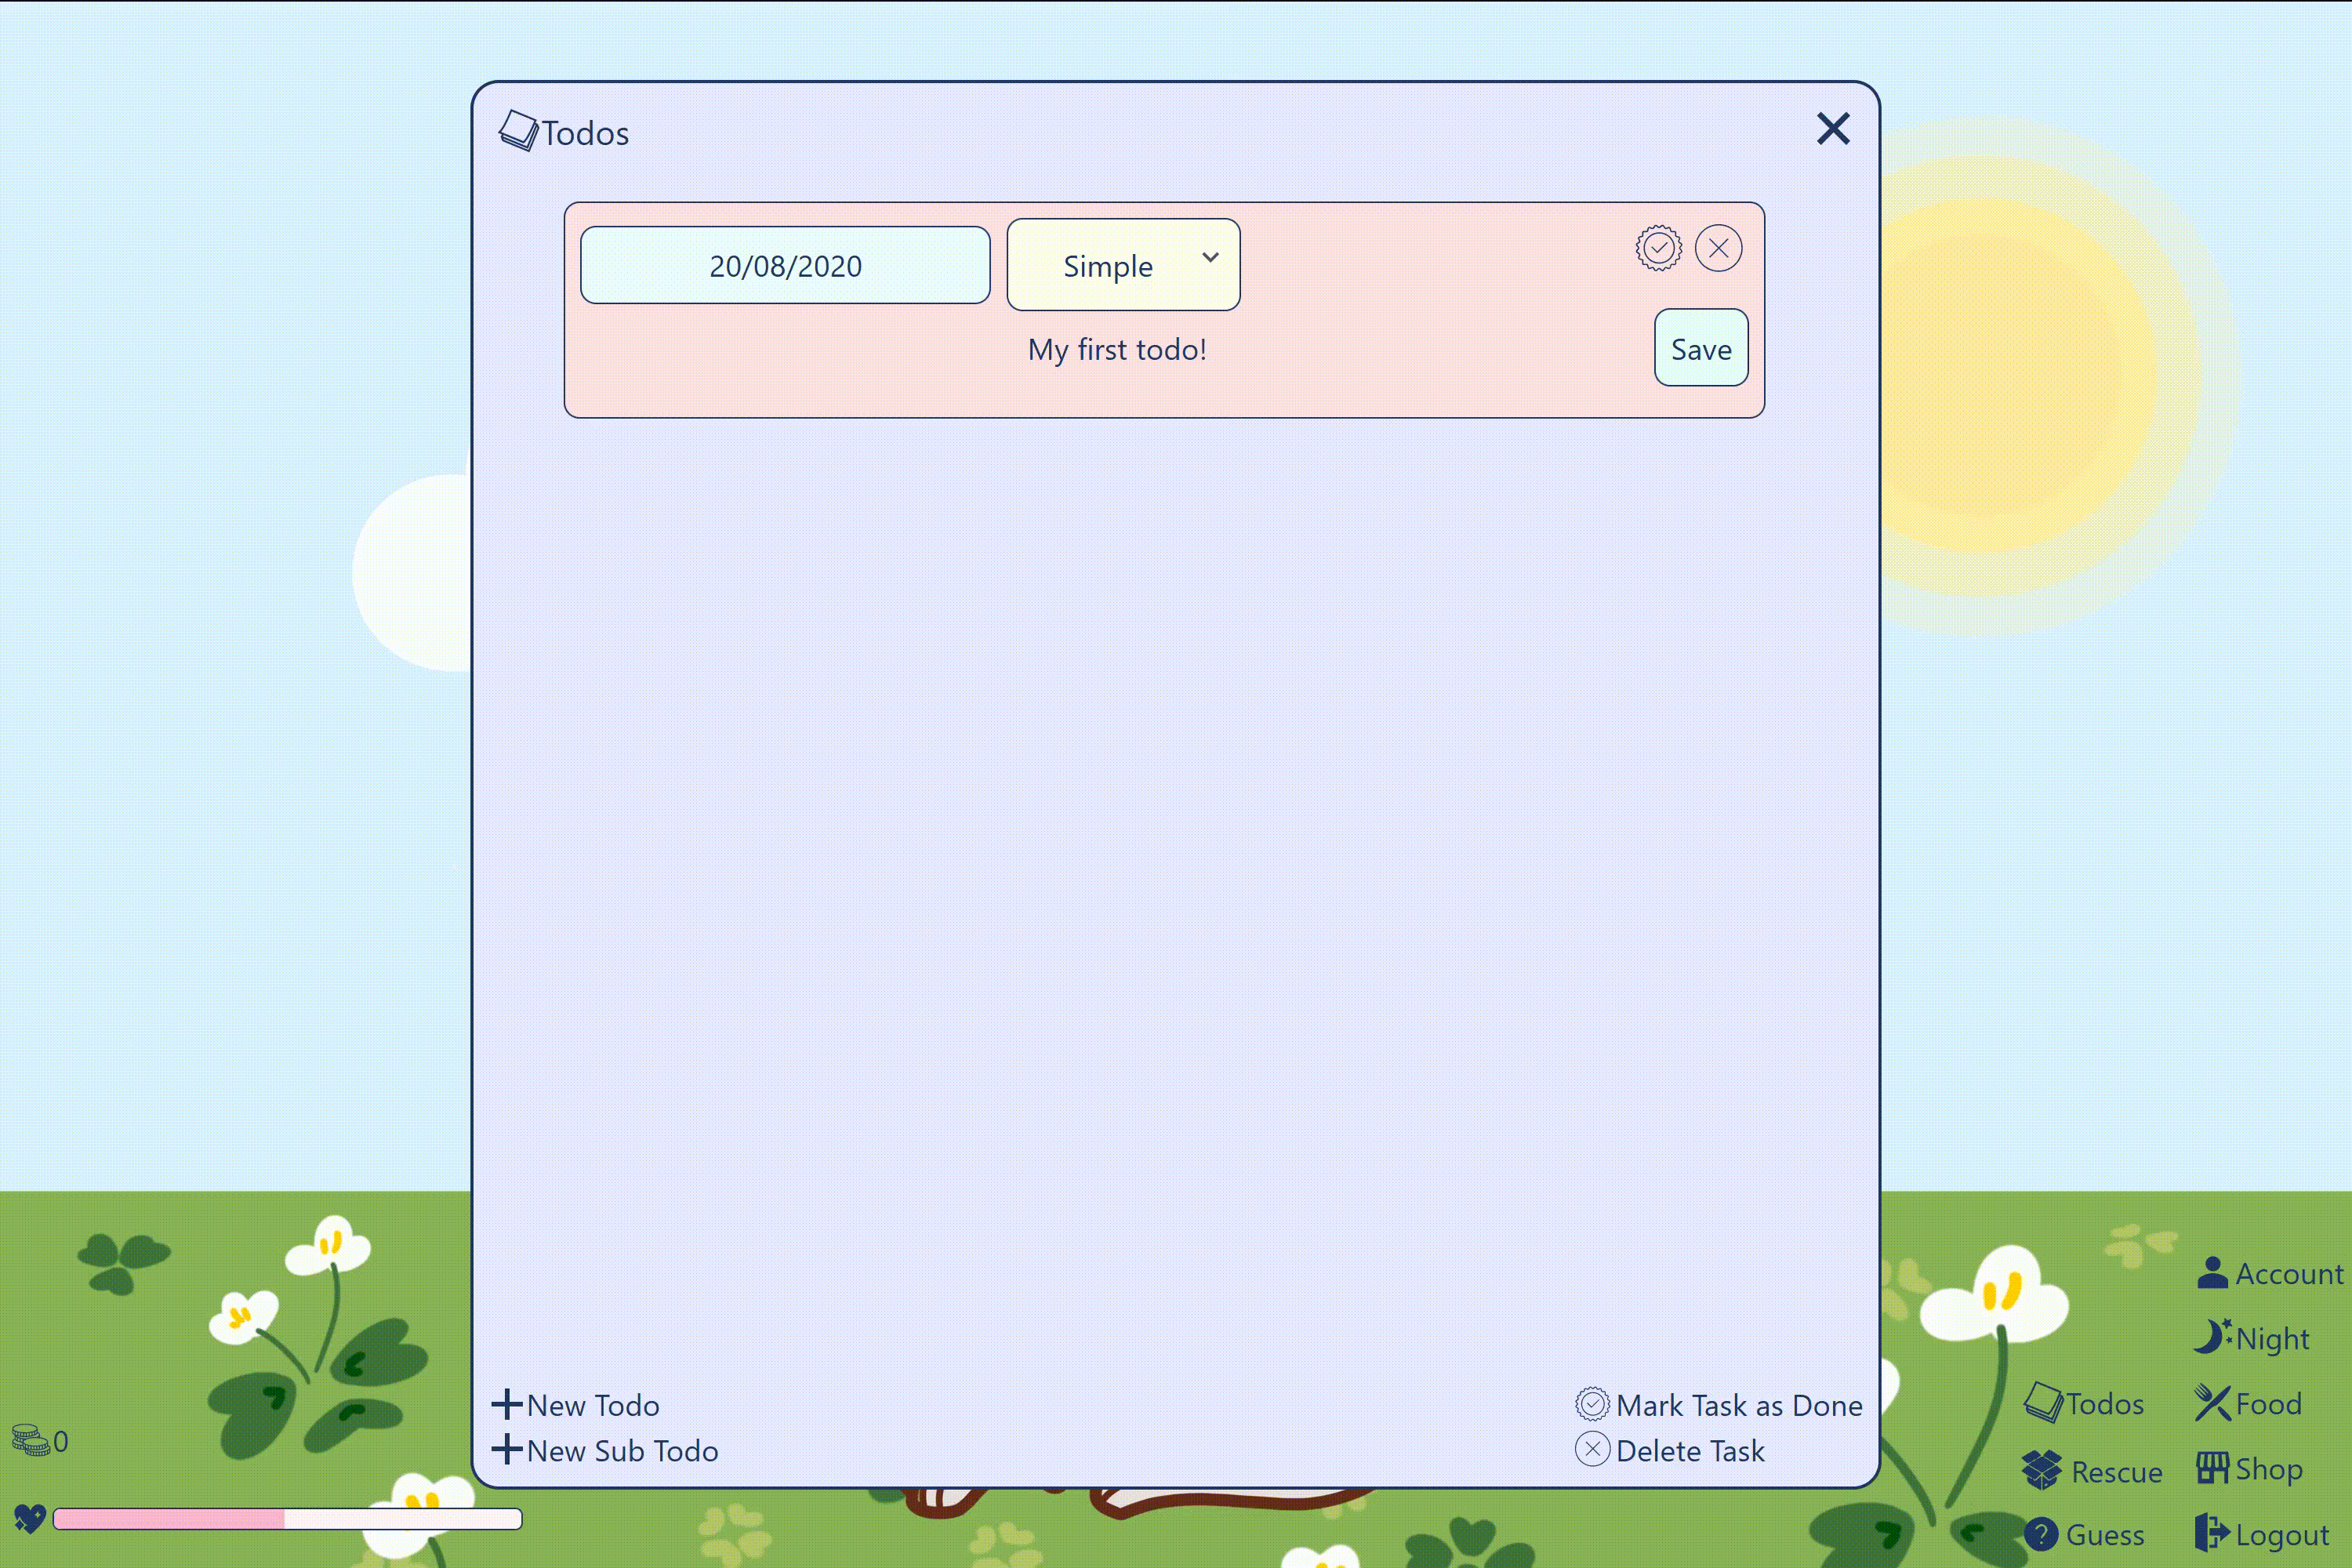 Todos
20/08/2020
Simple
My first todo!
Save
New Todo
New Sub Todo
Mark Task as Done
Delete Task
0
Account
Night
Todos
Food
Rescue
Shop
Guess
Logout